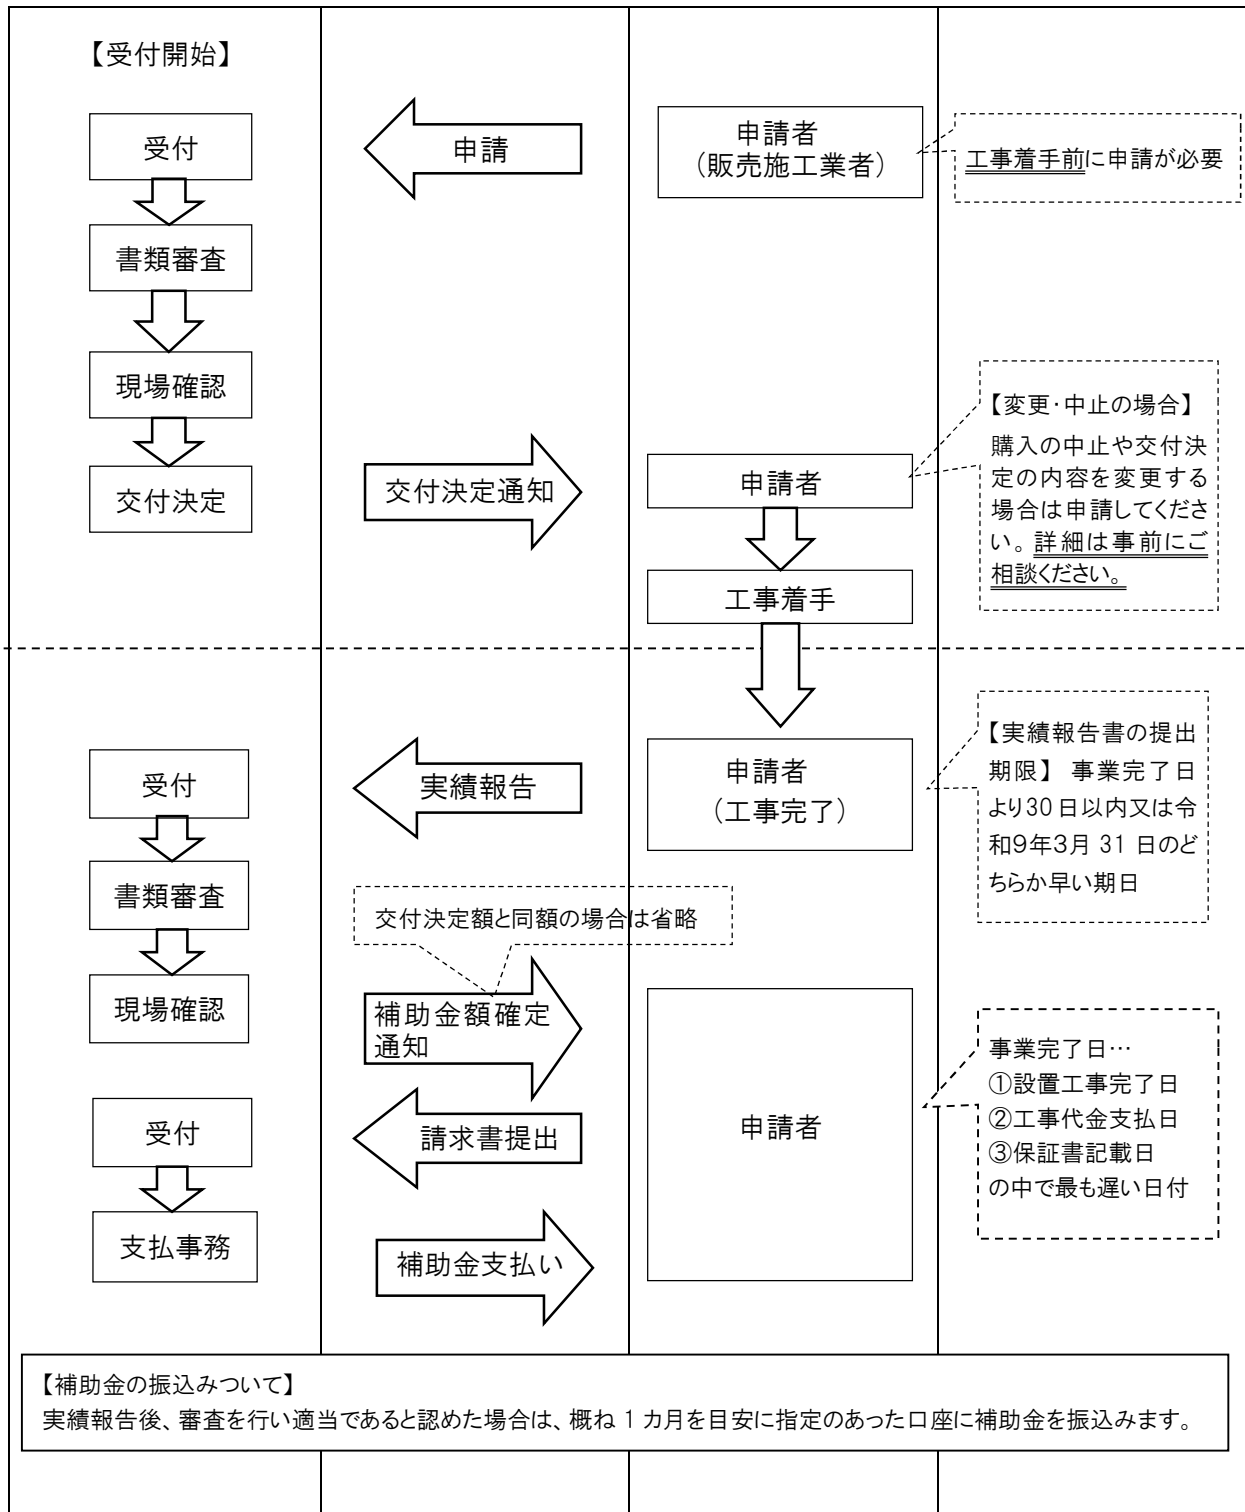 【受付開始】
受付
申請
申請者
（販売施工業者）
工事着手前に申請が必要
書類審査
現場確認
交付決定
交付決定通知
申請者
【変更・中止の場合】
購入の中止や交付決
定の内容を変更する
場合は申請してくださ
い。詳細は事前にご
相談ください。
工事着手
受付
実績報告
申請者
（工事完了）
【実績報告書の提出
期限】 事業完了日
より30日以内又は令
和9年3月 31 日のど
ちらか早い期日
書類審査
交付決定額と同額の場合は省略
現場確認
補助金額確定
通知
受付
請求書提出
申請者
事業完了日…
①設置工事完了日
②工事代金支払日
③保証書記載日
の中で最も遅い日付
支払事務
補助金支払い
【補助金の振込みついて】
実績報告後、審査を行い適当であると認めた場合は、概ね 1 カ月を目安に指定のあった口座に補助金を振込みます。